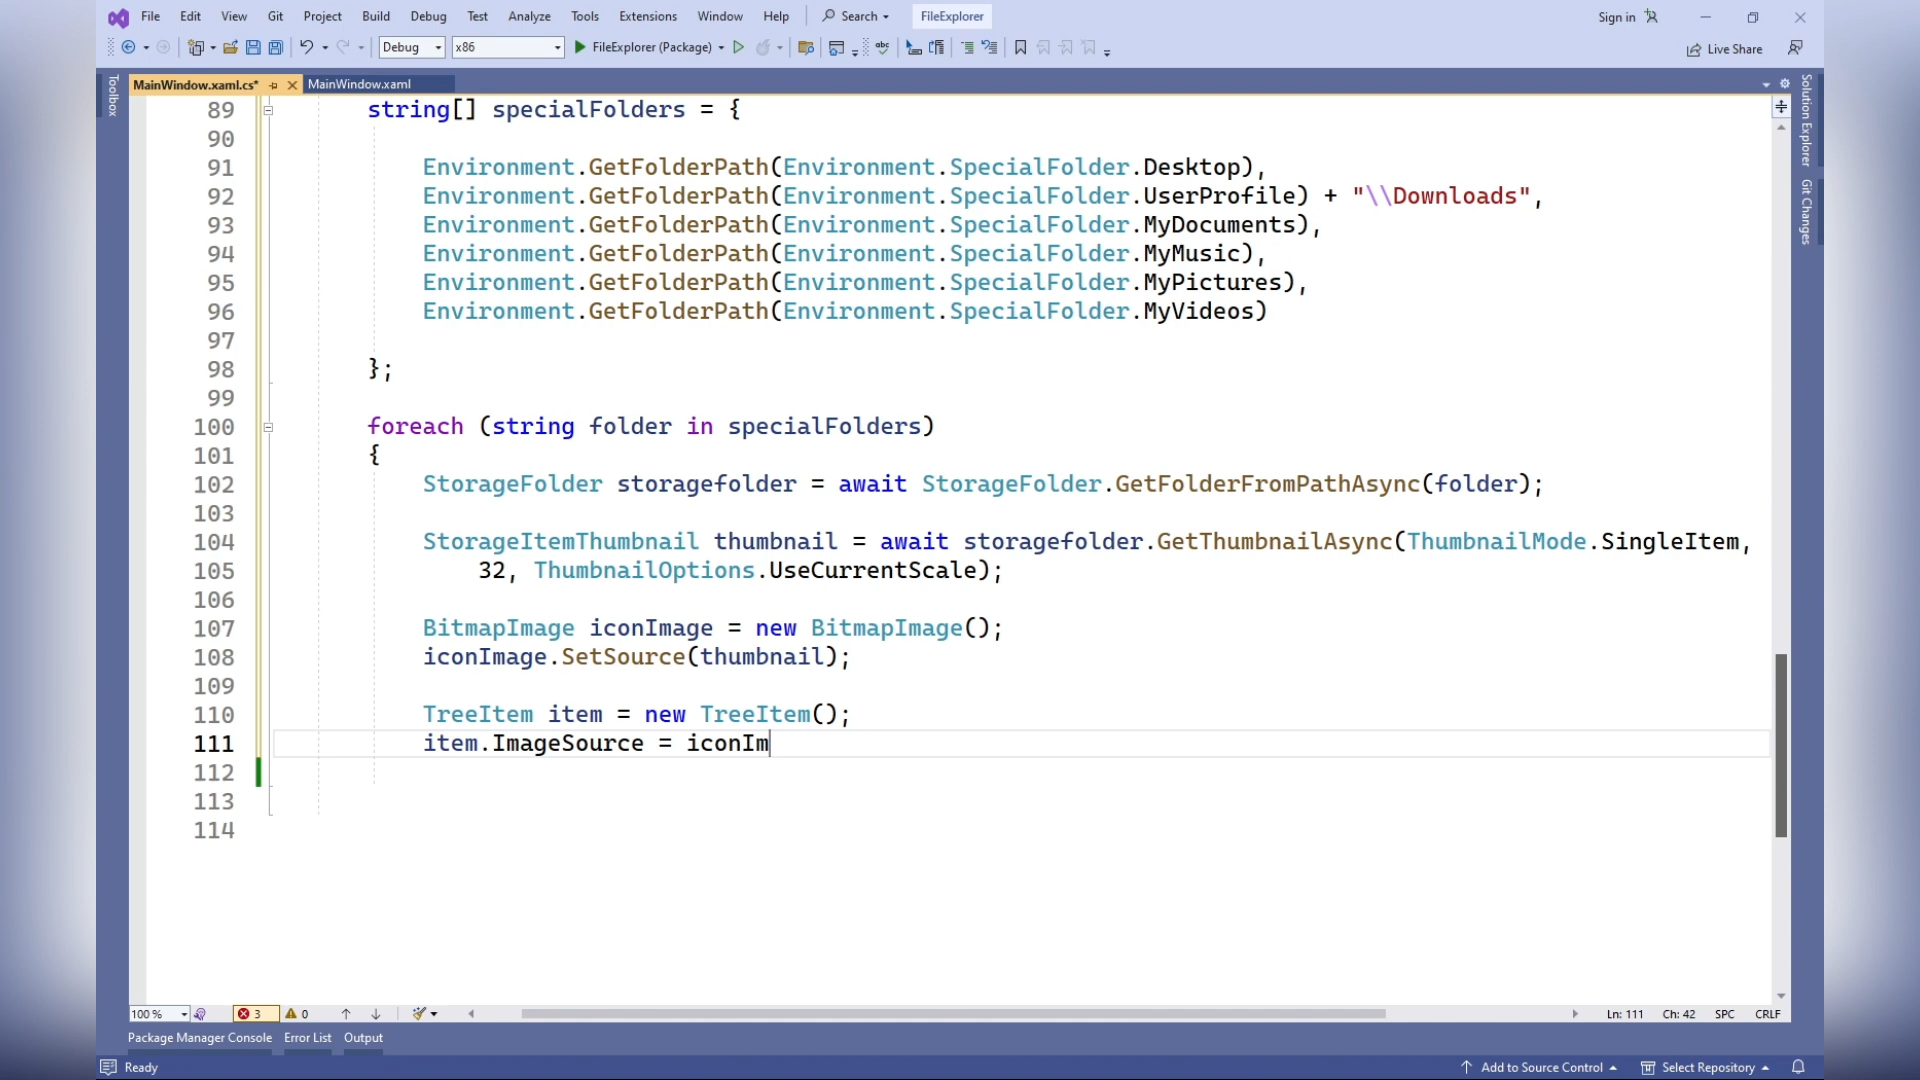 File Edit View Git Project Build Debug Test Analyze Tools Extensions Window Help Search FileExplorer Sign in
Debug x86 FileExplorer (Package) abc Live Share
Toolbox MainWindow.xaml.cs* MainWindow.xaml Solution Explorer Git Changes
89 string[] specialFolders = {
90
91 Environment.GetFolderPath(Environment.SpecialFolder.Desktop),
92 Environment.GetFolderPath(Environment.SpecialFolder.UserProfile) + "\\Downloads",
93 Environment.GetFolderPath(Environment.SpecialFolder.MyDocuments),
94 Environment.GetFolderPath(Environment.SpecialFolder.MyMusic),
95 Environment.GetFolderPath(Environment.SpecialFolder.MyPictures),
96 Environment.GetFolderPath(Environment.SpecialFolder.MyVideos)
97
98 };
99
100 foreach (string folder in specialFolders)
101 {
102 StorageFolder storagefolder = await StorageFolder.GetFolderFromPathAsync(folder);
103
104 StorageItemThumbnail thumbnail = await storagefolder.GetThumbnailAsync(ThumbnailMode.SingleItem,
105 32, ThumbnailOptions.UseCurrentScale);
106
107 BitmapImage iconImage = new BitmapImage();
108 iconImage.SetSource(thumbnail);
109
110 TreeItem item = new TreeItem();
111 item.ImageSource = iconIm
112
113
114
100 % 3 0 Ln: 111 Ch: 42 SPC CRLF
Package Manager Console Error List Output
Ready Add to Source Control Select Repository